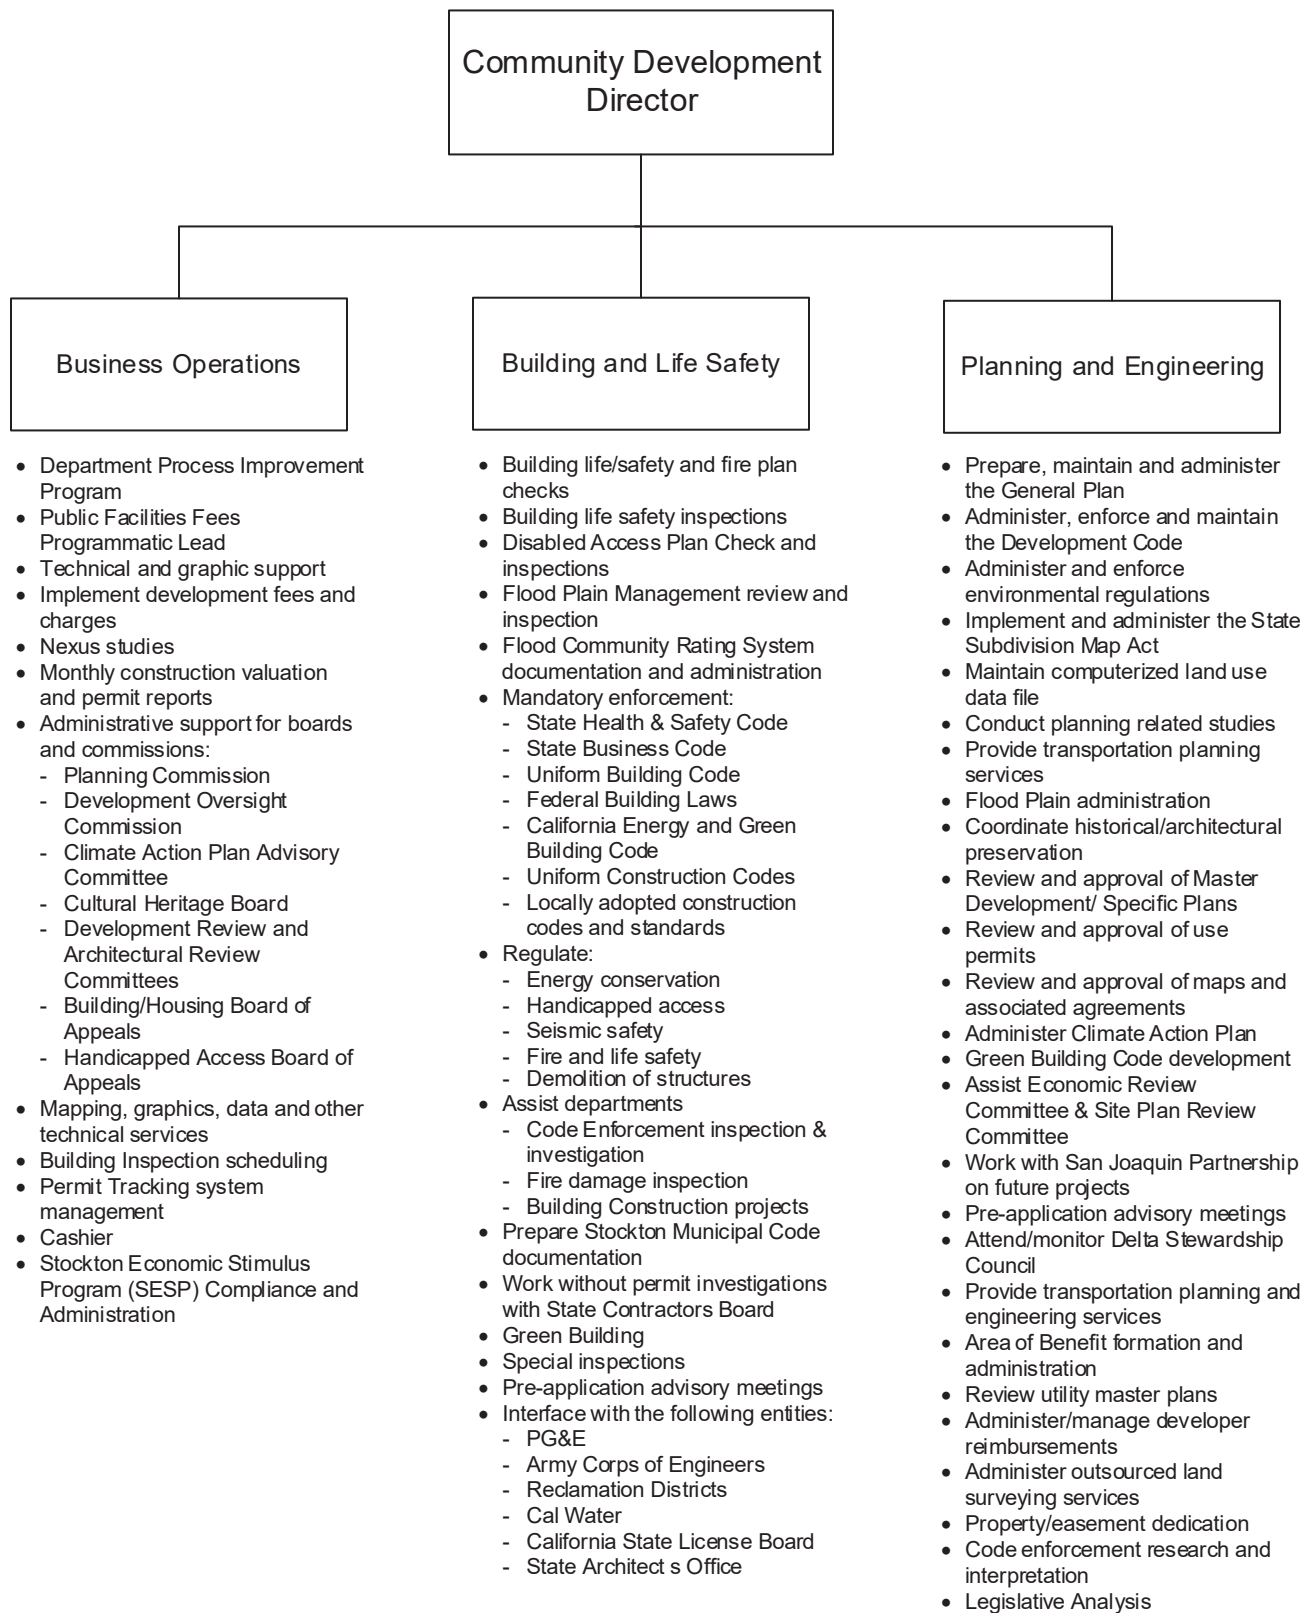 Community Development
Director
Business Operations
• Department Process Improvement
Program
• Public Facilities Fees
Programmatic Lead
• Technical and graphic support
• Implement development fees and
charges
• Nexus studies
• Monthly construction valuation
and permit reports
• Administrative support for boards
and commissions:
- Planning Commission
- Development Oversight
Commission
- Climate Action Plan Advisory
Committee
- Cultural Heritage Board
- Development Review and
Architectural Review
Committees
- Building/Housing Board of
Appeals
- Handicapped Access Board of
Appeals
• Mapping, graphics, data and other
technical services
• Building Inspection scheduling
• Permit Tracking system
management
• Cashier
• Stockton Economic Stimulus
Program (SESP) Compliance and
Administration
Building and Life Safety
• Building life/safety and fire plan
checks
• Building life safety inspections
• Disabled Access Plan Check and
inspections
• Flood Plain Management review and
inspection
• Flood Community Rating System
documentation and administration
• Mandatory enforcement:
- State Health & Safety Code
- State Business Code
- Uniform Building Code
- Federal Building Laws
- California Energy and Green
Building Code
- Uniform Construction Codes
- Locally adopted construction
codes and standards
• Regulate:
- Energy conservation
- Handicapped access
- Seismic safety
- Fire and life safety
- Demolition of structures
• Assist departments
- Code Enforcement inspection &
investigation
- Fire damage inspection
- Building Construction projects
• Prepare Stockton Municipal Code
documentation
• Work without permit investigations
with State Contractors Board
• Green Building
• Special inspections
• Pre-application advisory meetings
• Interface with the following entities:
- PG&E
- Army Corps of Engineers
- Reclamation Districts
- Cal Water
- California State License Board
- State Architect s Office
Planning and Engineering
• Prepare, maintain and administer
the General Plan
• Administer, enforce and maintain
the Development Code
• Administer and enforce
environmental regulations
• Implement and administer the State
Subdivision Map Act
• Maintain computerized land use
data file
• Conduct planning related studies
• Provide transportation planning
services
• Flood Plain administration
• Coordinate historical/architectural
preservation
• Review and approval of Master
Development/ Specific Plans
• Review and approval of use
permits
• Review and approval of maps and
associated agreements
• Administer Climate Action Plan
• Green Building Code development
• Assist Economic Review
Committee & Site Plan Review
Committee
• Work with San Joaquin Partnership
on future projects
• Pre-application advisory meetings
• Attend/monitor Delta Stewardship
Council
• Provide transportation planning and
engineering services
• Area of Benefit formation and
administration
• Review utility master plans
• Administer/manage developer
reimbursements
• Administer outsourced land
surveying services
• Property/easement dedication
• Code enforcement research and
interpretation
• Legislative Analysis